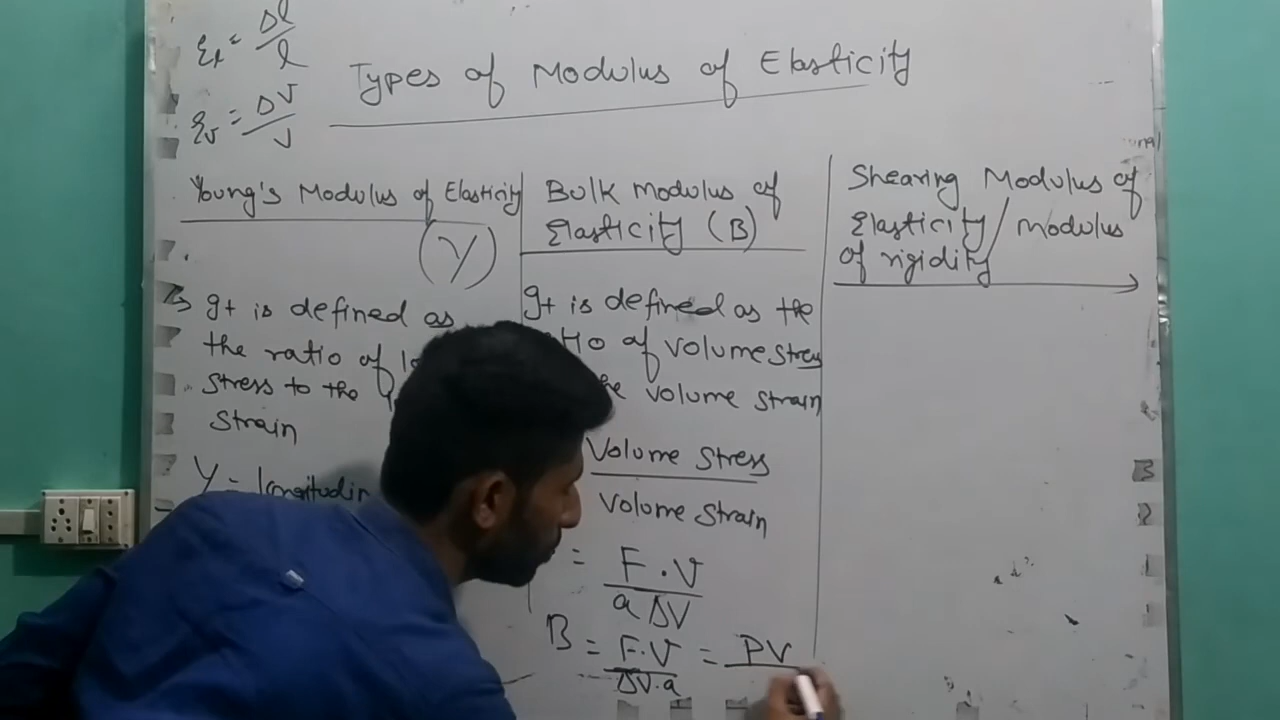 εl = Δl/l
Types of Modulus of Elasticity
εv = ΔV/V
Young's Modulus of Elasticity
(Y)
It is defined as
the ratio of
stress to the
strain
Y =
Bulk modulus of
Elasticity (B)
It is defined as the
of volume stress
volume strain
Volume Stress
Volume Strain
= F.V
a ΔV
B = F.V = PV
ΔV.a
Shearing Modulus of
Elasticity/modulus
of rigidity